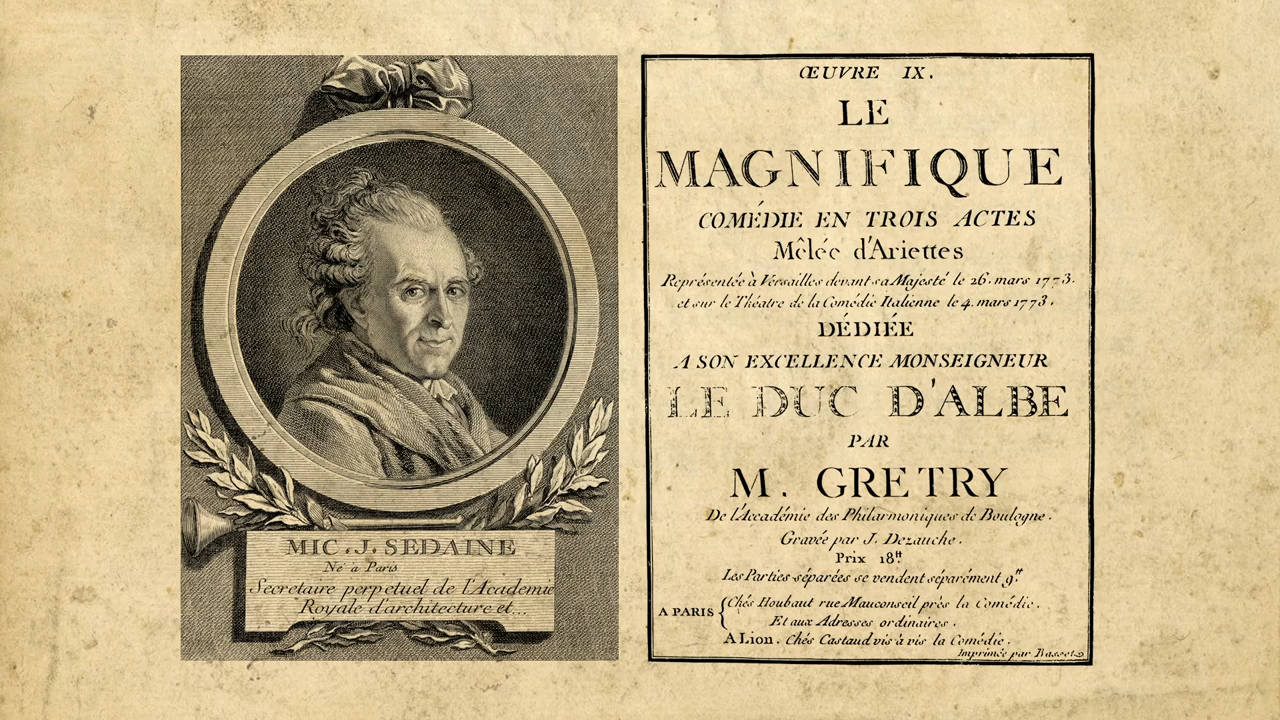 MIC. J. SEDAINE
Né a Paris
Secretaire perpetuel de l'Academie
Royale d'architecture et...
ŒUVRE IX.
LE
MAGNIFIQUE
COMÉDIE EN TROIS ACTES
Mêlée d'Ariettes
Représentée à Versailles devant sa Majesté le 26. mars 1773.
et sur le Théatre de la Comédie Italienne le 4. mars 1773.
DÉDIÉE
A SON EXCELLENCE MONSEIGNEUR
LE DUC D'ALBE
PAR
M. GRETRY
De l'Accadémie des Philarmoniques de Boulogne.
Gravée par J. Dezauche.
Prix 18tt
Les Parties séparées se vendent séparément 9tt
A PARIS { Chés Houbaut rue Mauconseil près la Comédie.
Et aux Adresses ordinaires.
A Lion. Chés Castaud vis à vis la Comédie.
Imprimée par Basset